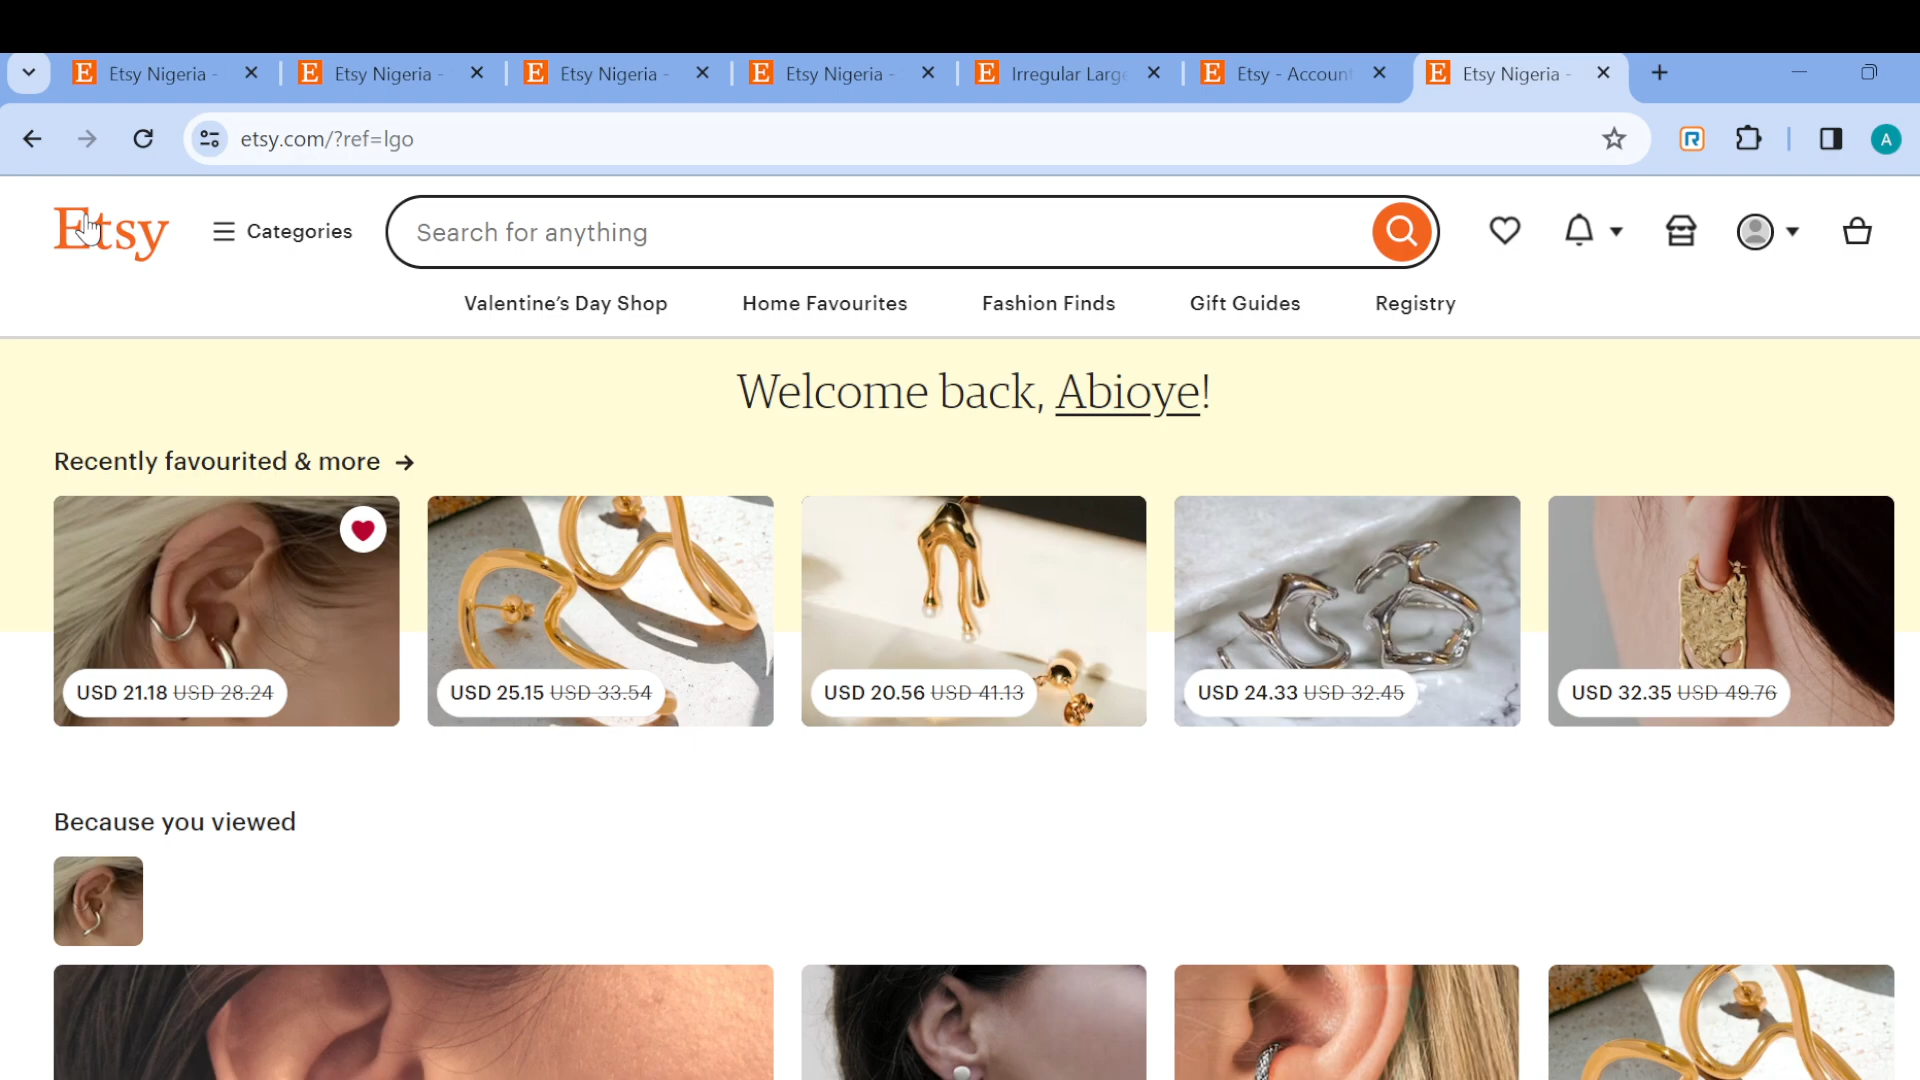 E Etsy Nigeria - E Etsy Nigeria - E Etsy Nigeria - E Etsy Nigeria - E Irregular Large E Etsy - Account E Etsy Nigeria -
etsy.com/?ref=lgo R A
Etsy Categories Search for anything
Valentine's Day Shop Home Favourites Fashion Finds Gift Guides Registry
Welcome back, Abioye!
Recently favourited & more →
USD 21.18 USD 28.24 USD 25.15 USD 33.54 USD 20.56 USD 41.13 USD 24.33 USD 32.45 USD 32.35 USD 49.76
Because you viewed